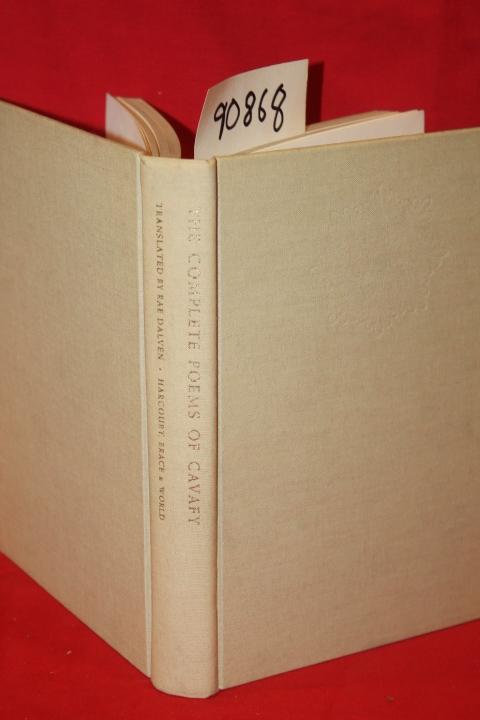 90868
THE COMPLETE POEMS OF CAVAFY
TRANSLATED BY RAE DALVEN • HARCOURT, BRACE & WORLD